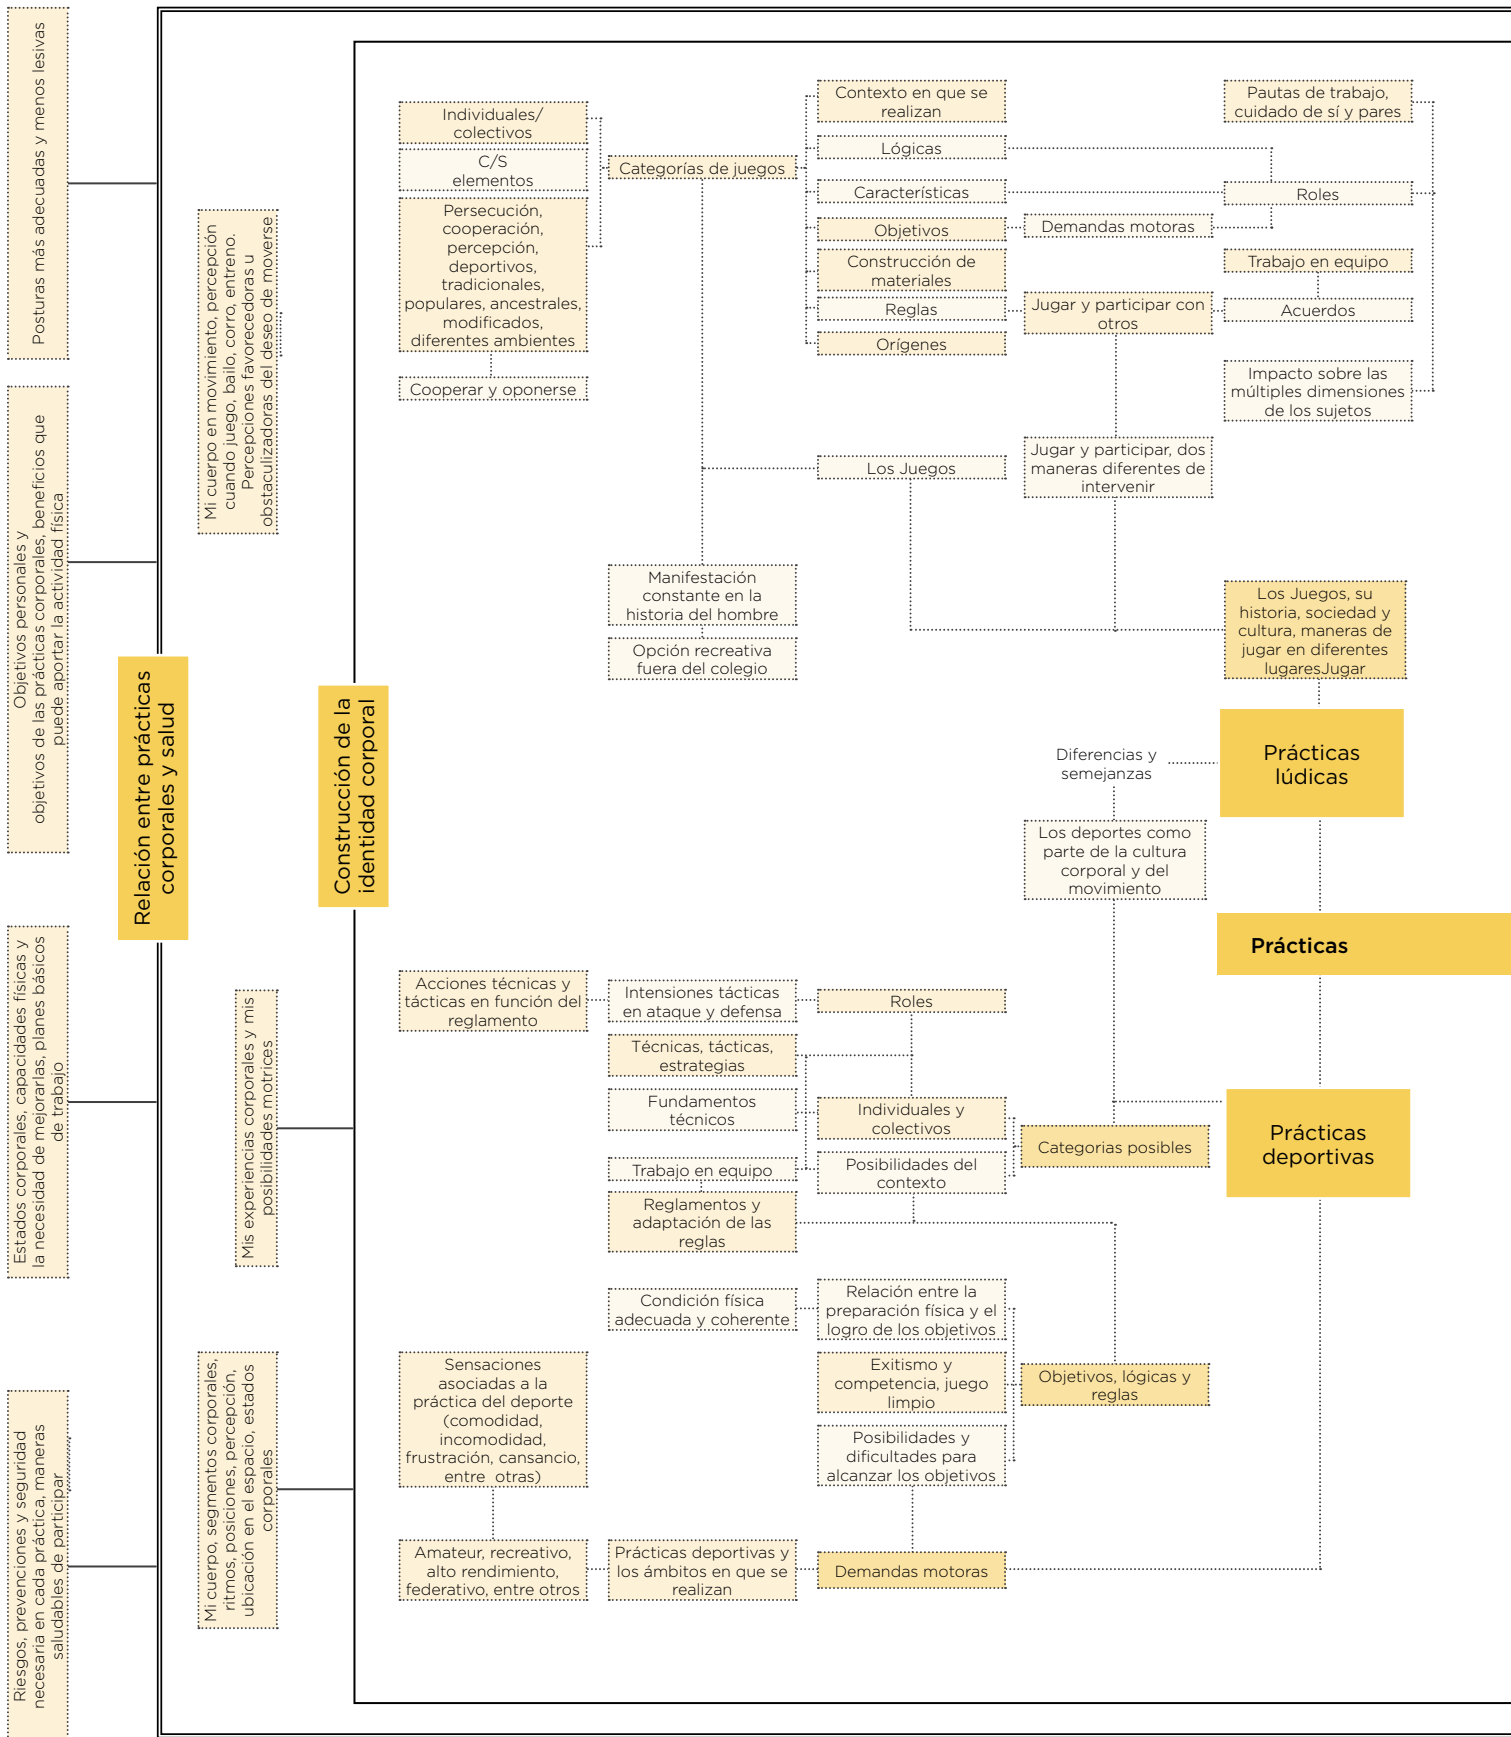 Posturas más adecuadas y menos lesivas
Objetivos personales y
objetivos de las prácticas corporales, beneficios que
puede aportar la actividad física
Estados corporales, capacidades físicas y
la necesidad de mejorarlas, planes básicos
de trabajo
Riesgos, prevenciones y seguridad
necesaria en cada práctica, maneras
saludables de participar
Relación entre prácticas
corporales y salud
Mi cuerpo en movimiento, percepción
cuando juego, bailo, corro, entreno.
Percepciones favorecedoras u
obstaculizadoras del deseo de moverse
Mis experiencias corporales y mis
posibilidades motrices
Mi cuerpo, segmentos corporales,
ritmos, posiciones, percepción,
ubicación en el espacio, estados
corporales
Construcción de la
identidad corporal
Individuales/
colectivos
C/S
elementos
Persecución,
cooperación,
percepción,
deportivos,
tradicionales,
populares, ancestrales,
modificados,
diferentes ambientes
Cooperar y oponerse
Categorías de juegos
Contexto en que se
realizan
Lógicas
Características
Objetivos
Construcción de
materiales
Reglas
Orígenes
Demandas motoras
Jugar y participar con
otros
Pautas de trabajo,
cuidado de sí y pares
Roles
Trabajo en equipo
Acuerdos
Impacto sobre las
múltiples dimensiones
de los sujetos
Los Juegos
Jugar y participar, dos
maneras diferentes de
intervenir
Manifestación
constante en la
historia del hombre
Opción recreativa
fuera del colegio
Los Juegos, su
historia, sociedad y
cultura, maneras de
jugar en diferentes
lugaresJugar
Prácticas
lúdicas
Diferencias y
semejanzas
Los deportes como
parte de la cultura
corporal y del
movimiento
Prácticas
Acciones técnicas y
tácticas en función del
reglamento
Intensiones tácticas
en ataque y defensa
Roles
Técnicas, tácticas,
estrategias
Fundamentos
técnicos
Individuales y
colectivos
Categorias posibles
Prácticas
deportivas
Trabajo en equipo
Posibilidades del
contexto
Reglamentos y
adaptación de las
reglas
Condición física
adecuada y coherente
Relación entre la
preparación física y el
logro de los objetivos
Exitismo y
competencia, juego
limpio
Objetivos, lógicas y
reglas
Posibilidades y
dificultades para
alcanzar los objetivos
Sensaciones
asociadas a la
práctica del deporte
(comodidad,
incomodidad,
frustración, cansancio,
entre otras)
Amateur, recreativo,
alto rendimiento,
federativo, entre otros
Prácticas deportivas y
los ámbitos en que se
realizan
Demandas motoras